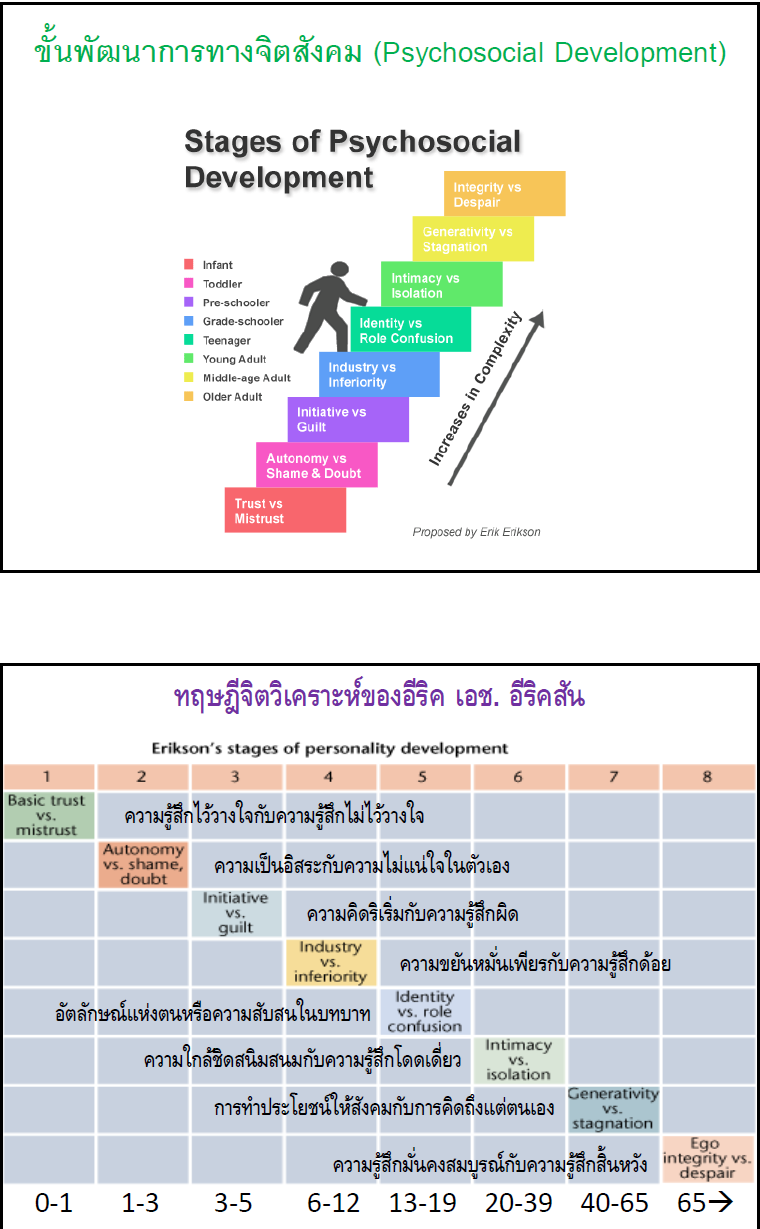 ขั้นพัฒนาการทางจิตสังคม (Psychosocial Development)
Stages of Psychosocial
Development
Infant
Toddler
Pre-schooler
Grade-schooler
Teenager
Young Adult
Middle-age Adult
Older Adult
Integrity vs
Despair
Generativity vs
Stagnation
Intimacy vs
Isolation
Identity vs
Role Confusion
Industry vs
Inferiority
Initiative vs
Guilt
Autonomy vs
Shame & Doubt
Trust vs
Mistrust
Increases in Complexity
Proposed by Erik Erikson
ทฤษฎีจิตวิเคราะห์ของอีริค เอช. อีริคสัน
Erikson's stages of personality development
1 2 3 4 5 6 7 8
Basic trust
vs.
mistrust
ความรู้สึกไว้วางใจกับความรู้สึกไม่ไว้วางใจ
Autonomy
vs. shame,
doubt
ความเป็นอิสระกับความไม่แน่ใจในตัวเอง
Initiative
vs.
guilt
ความคิดริเริ่มกับความรู้สึกผิด
Industry
vs.
inferiority
ความขยันหมั่นเพียรกับความรู้สึกด้อย
อัตลักษณ์แห่งตนหรือความสับสนในบทบาท
Identity
vs. role
confusion
ความใกล้ชิดสนิมสนมกับความรู้สึกโดดเดี่ยว
Intimacy
vs.
isolation
การทำประโยชน์ให้สังคมกับการคิดถึงแต่ตนเอง
Generativity
vs.
stagnation
ความรู้สึกมั่นคงสมบูรณ์กับความรู้สึกสิ้นหวัง
Ego
integrity vs.
despair
0-1 1-3 3-5 6-12 13-19 20-39 40-65 65→